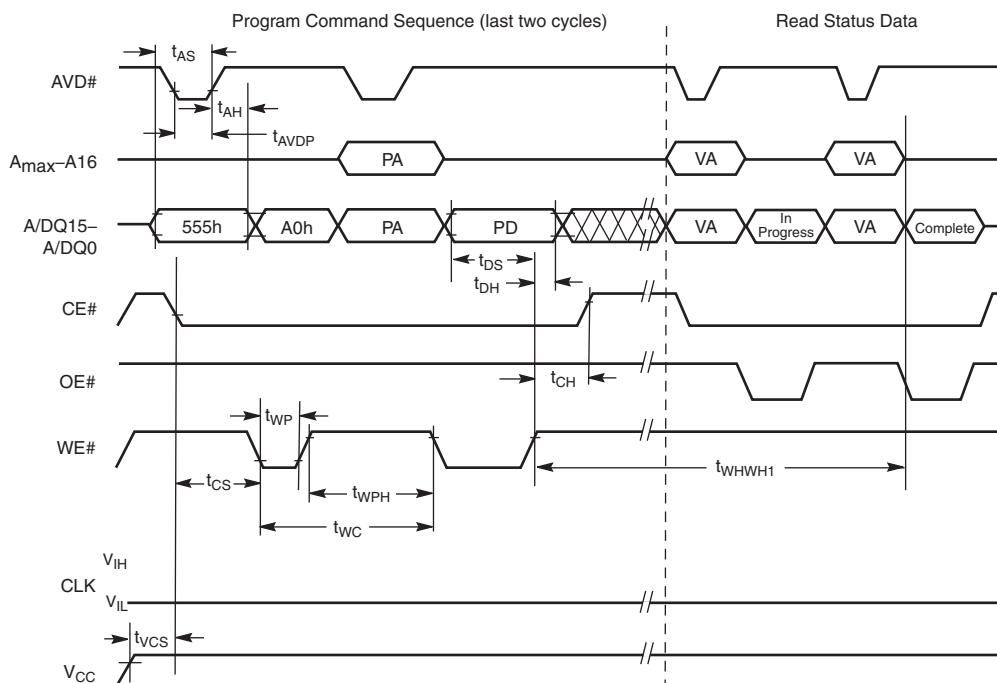 Program Command Sequence (last two cycles)
Read Status Data
tAS
AVD#
tAH
tAVDP
Amax–A16
PA
VA
VA
A/DQ15–
A/DQ0
555h
A0h
PA
PD
VA
In
Progress
VA
Complete
tDS
tDH
CE#
OE#
tCH
tWP
WE#
tCS
tWPH
tWHWH1
tWC
VIH
CLK
VIL
tVCS
VCC